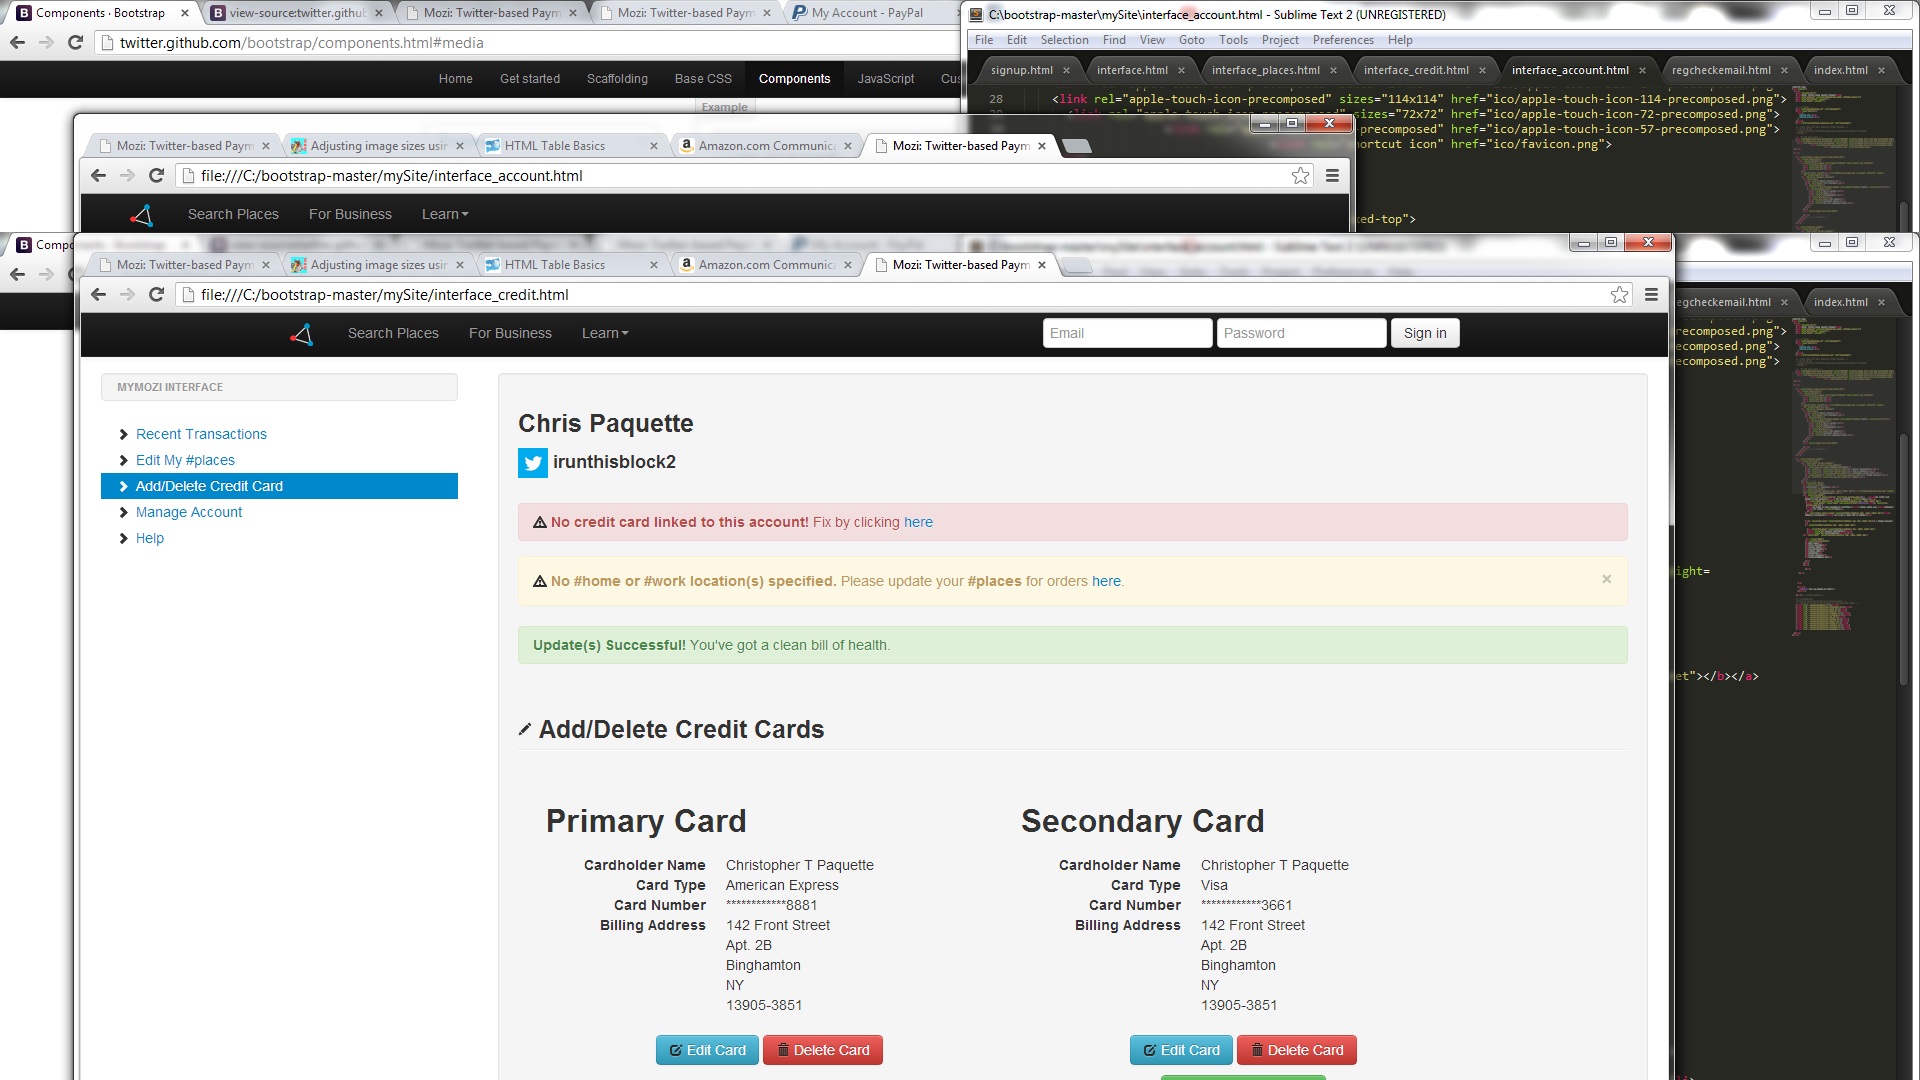 Components · Bootstrap
view-source:twitter.githul
Mozi: Twitter-based Paym
Mozi: Twitter-based Paym
My Account - PayPal
C:\bootstrap-master\mySite\interface_account.html - Sublime Text 2 (UNREGISTERED)
twitter.github.com/bootstrap/components.html#media
File Edit Selection Find View Goto Tools Project Preferences Help
signup.html
interface.html
interface_places.html
interface_credit.html
interface_account.html
regcheckemail.html
index.html
Home Get started Scaffolding Base CSS Components JavaScript Cus
Example
28 <link rel="apple-touch-icon-precomposed" sizes="114x114" href="ico/apple-touch-icon-114-precomposed.png">
sizes="72x72" href="ico/apple-touch-icon-72-precomposed.png">
-precomposed" href="ico/apple-touch-icon-57-precomposed.png">
shortcut icon" href="ico/favicon.png">
xed-top">
Mozi: Twitter-based Paym
Adjusting image sizes usin
HTML Table Basics
Amazon.com Communica
Mozi: Twitter-based Paym
file:///C:/bootstrap-master/mySite/interface_account.html
Search Places For Business Learn
Mozi: Twitter-based Paym
Adjusting image sizes usin
HTML Table Basics
Amazon.com Communica
Mozi: Twitter-based Paym
file:///C:/bootstrap-master/mySite/interface_credit.html
Search Places For Business Learn
Email Password Sign in
egcheckemail.html
index.html
ecomposed.png">
ecomposed.png">
ecomposed.png">
ight=
et"></b></a>
MYMOZI INTERFACE
Recent Transactions
Edit My #places
Add/Delete Credit Card
Manage Account
Help
Chris Paquette
irunthisblock2
No credit card linked to this account! Fix by clicking here
No #home or #work location(s) specified. Please update your #places for orders here.
×
Update(s) Successful! You've got a clean bill of health.
Add/Delete Credit Cards
Primary Card
Cardholder Name Christopher T Paquette
Card Type American Express
Card Number ************8881
Billing Address 142 Front Street
Apt. 2B
Binghamton
NY
13905-3851
Edit Card Delete Card
Secondary Card
Cardholder Name Christopher T Paquette
Card Type Visa
Card Number ************3661
Billing Address 142 Front Street
Apt. 2B
Binghamton
NY
13905-3851
Edit Card Delete Card